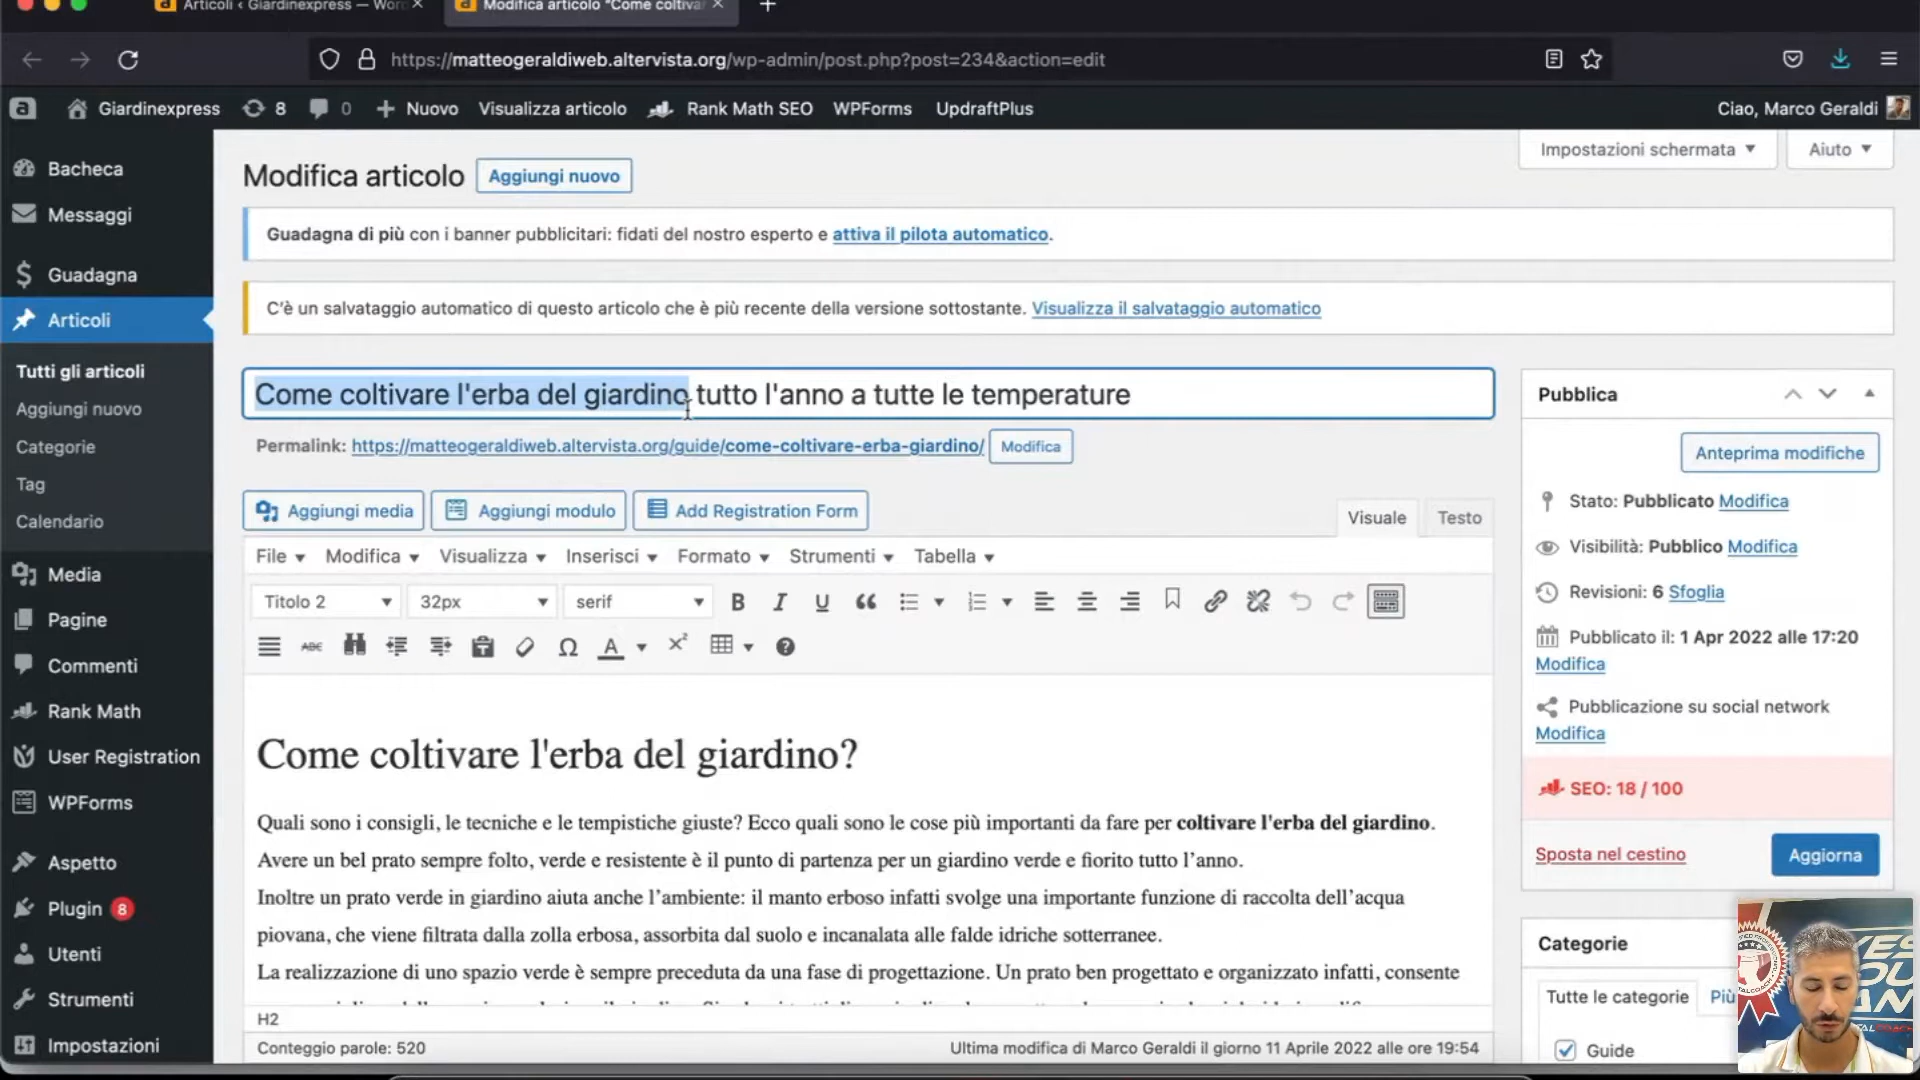 Articoli ‹ Giardinexpress — Wor
Modifica articolo "Come coltiva
https://matteogeraldiweb.altervista.org/wp-admin/post.php?post=234&action=edit
Giardinexpress 8 0 Nuovo Visualizza articolo Rank Math SEO WPForms UpdraftPlus Ciao, Marco Geraldi
Impostazioni schermata Aiuto
Bacheca
Messaggi
Guadagna
Articoli
Tutti gli articoli
Aggiungi nuovo
Categorie
Tag
Calendario
Media
Pagine
Commenti
Rank Math
User Registration
WPForms
Aspetto
Plugin 8
Utenti
Strumenti
Impostazioni
Modifica articolo Aggiungi nuovo
Guadagna di più con i banner pubblicitari: fidati del nostro esperto e attiva il pilota automatico.
C'è un salvataggio automatico di questo articolo che è più recente della versione sottostante. Visualizza il salvataggio automatico
Come coltivare l'erba del giardino tutto l'anno a tutte le temperature
Permalink: https://matteogeraldiweb.altervista.org/guide/come-coltivare-erba-giardino/ Modifica
Aggiungi media Aggiungi modulo Add Registration Form Visuale Testo
File Modifica Visualizza Inserisci Formato Strumenti Tabella
Titolo 2 32px serif B I U
ABC Ω A x²
Come coltivare l'erba del giardino?
Quali sono i consigli, le tecniche e le tempistiche giuste? Ecco quali sono le cose più importanti da fare per coltivare l'erba del giardino.
Avere un bel prato sempre folto, verde e resistente è il punto di partenza per un giardino verde e fiorito tutto l'anno.
Inoltre un prato verde in giardino aiuta anche l'ambiente: il manto erboso infatti svolge una importante funzione di raccolta dell'acqua
piovana, che viene filtrata dalla zolla erbosa, assorbita dal suolo e incanalata alle falde idriche sotterranee.
La realizzazione di uno spazio verde è sempre preceduta da una fase di progettazione. Un prato ben progettato e organizzato infatti, consente
H2
Conteggio parole: 520 Ultima modifica di Marco Geraldi il giorno 11 Aprile 2022 alle ore 19:54
Pubblica
Anteprima modifiche
Stato: Pubblicato Modifica
Visibilità: Pubblico Modifica
Revisioni: 6 Sfoglia
Pubblicato il: 1 Apr 2022 alle 17:20
Modifica
Pubblicazione su social network
Modifica
SEO: 18 / 100
Sposta nel cestino Aggiorna
Categorie
Tutte le categorie Più
Guide